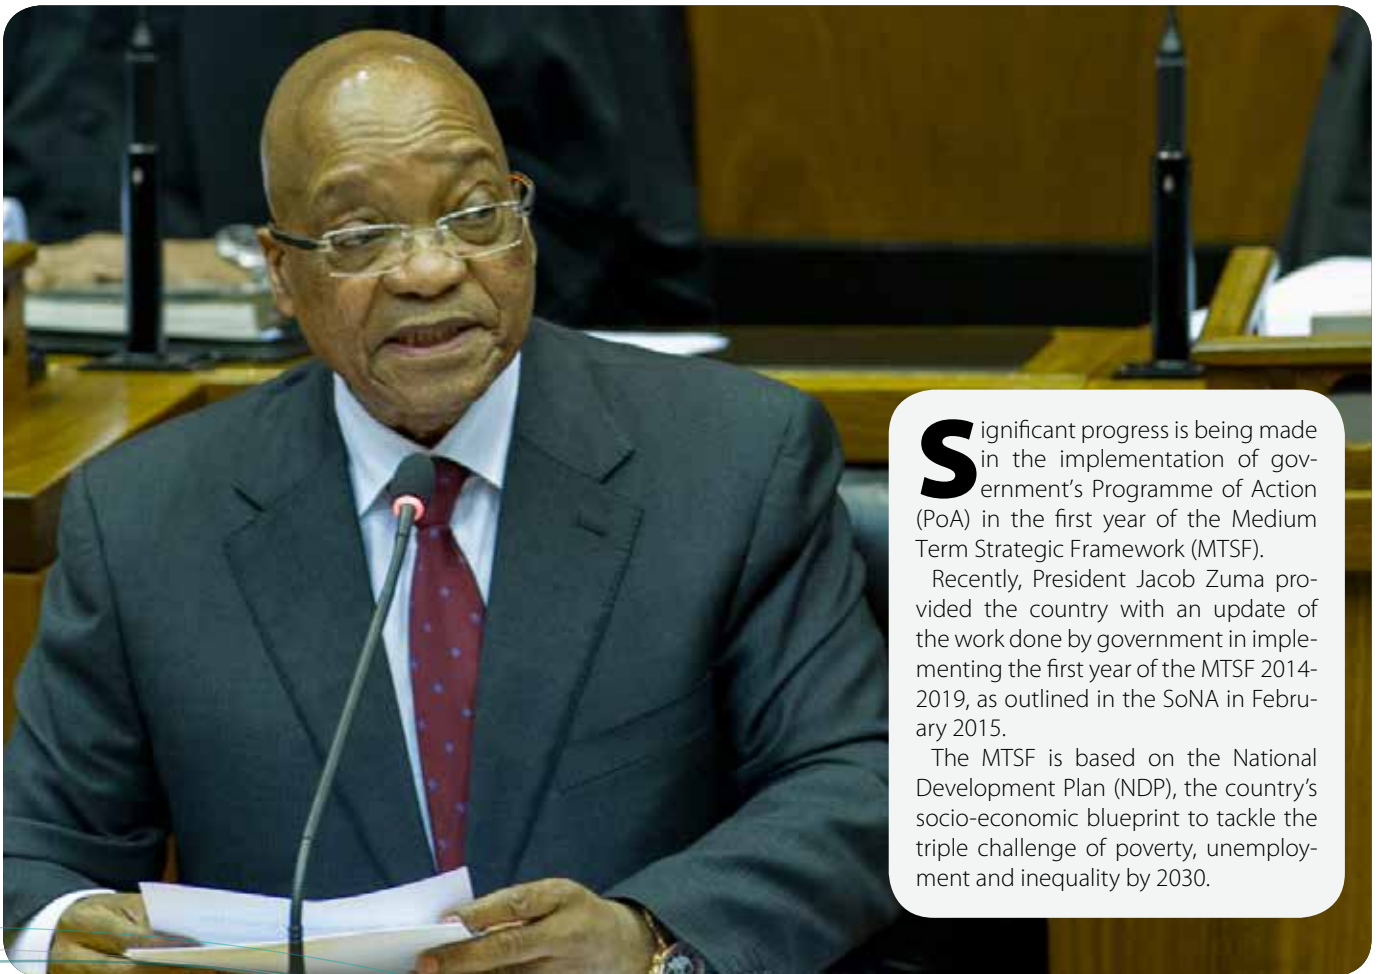 Significant progress is being made
in the implementation of gov-
ernment’s Programme of Action
(PoA) in the first year of the Medium
Term Strategic Framework (MTSF).
Recently, President Jacob Zuma pro-
vided the country with an update of
the work done by government in imple-
menting the first year of the MTSF 2014-
2019, as outlined in the SoNA in Febru-
ary 2015.
The MTSF is based on the National
Development Plan (NDP), the country’s
socio-economic blueprint to tackle the
triple challenge of poverty, unemploy-
ment and inequality by 2030.